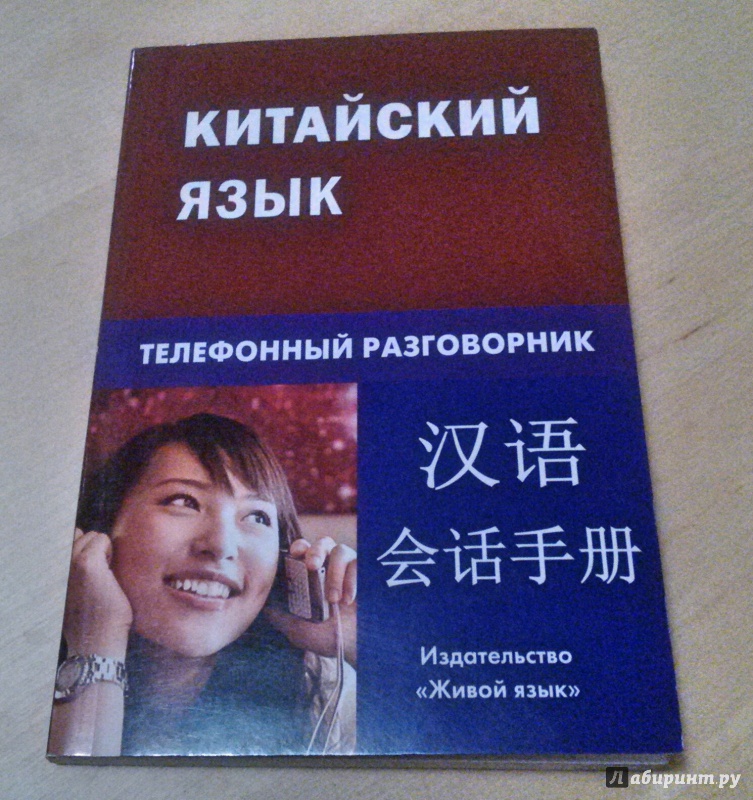 КИТАЙСКИЙ
ЯЗЫК
ТЕЛЕФОННЫЙ РАЗГОВОРНИК
汉语
会话手册
Издательство
«Живой язык»
Лабиринт.ру